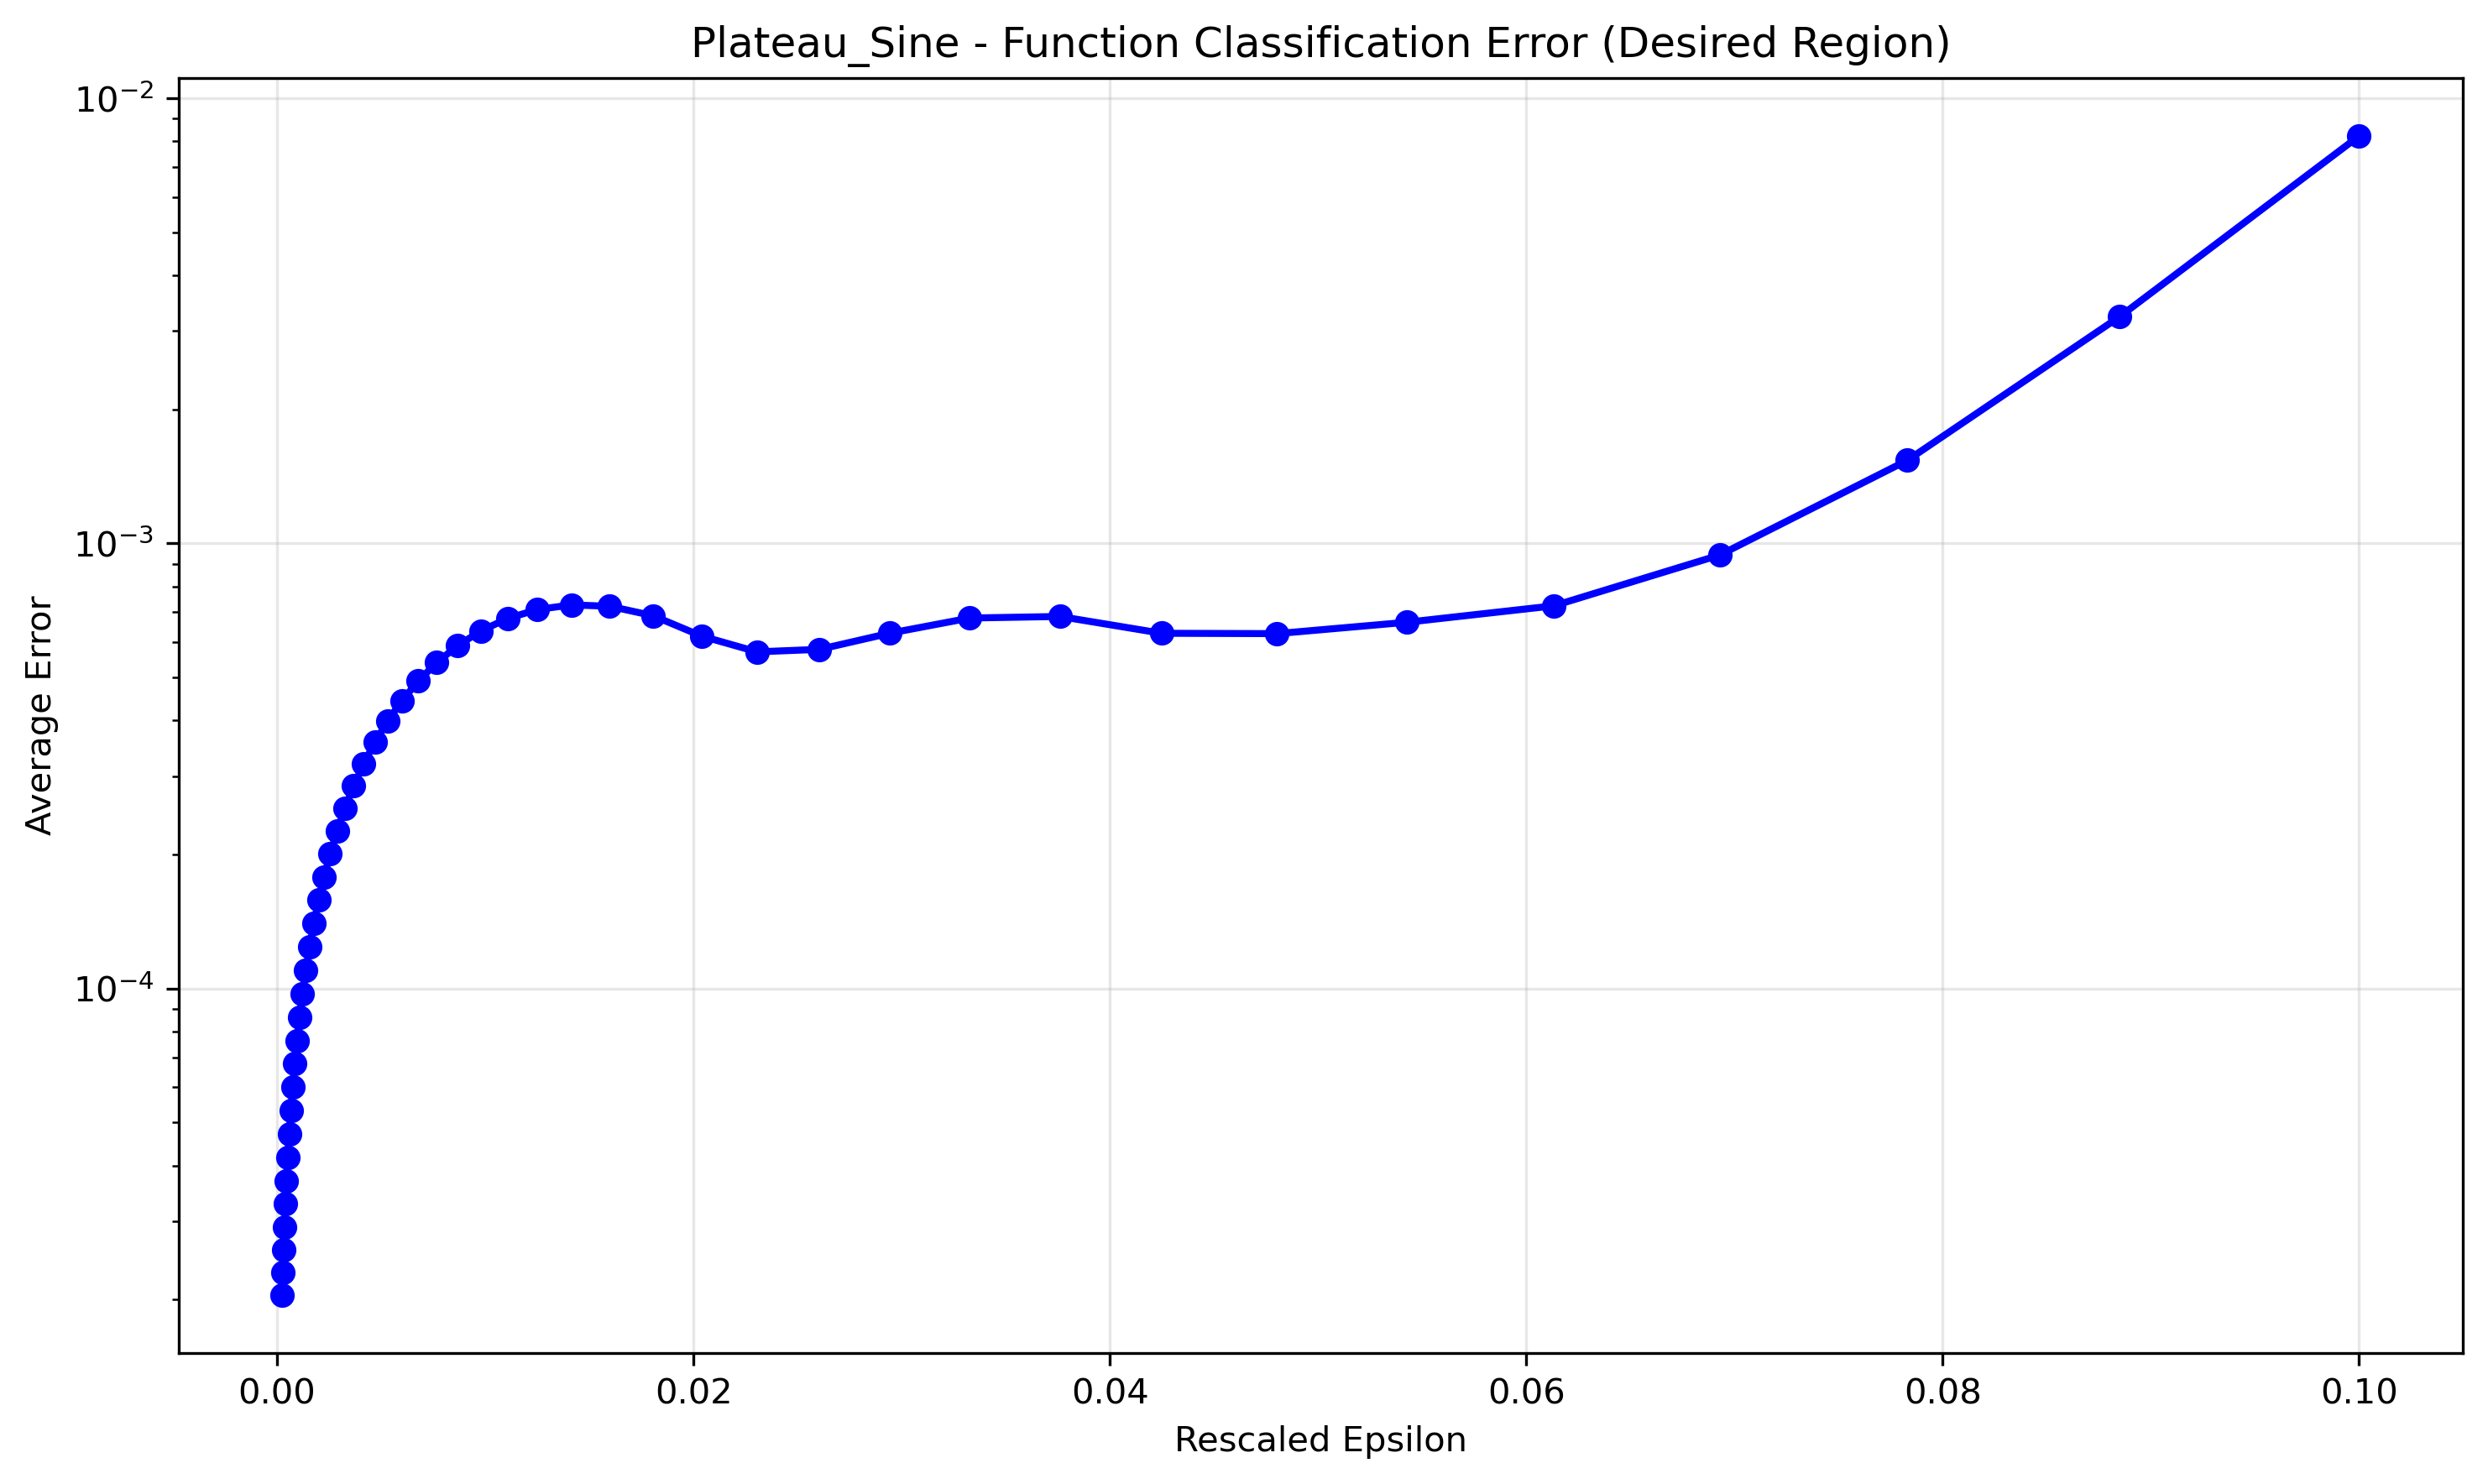 Plateau_Sine - Function Classification Error (Desired Region)
10⁻²
10⁻³
10⁻⁴
Average Error
0.00 0.02 0.04 0.06 0.08 0.10
Rescaled Epsilon